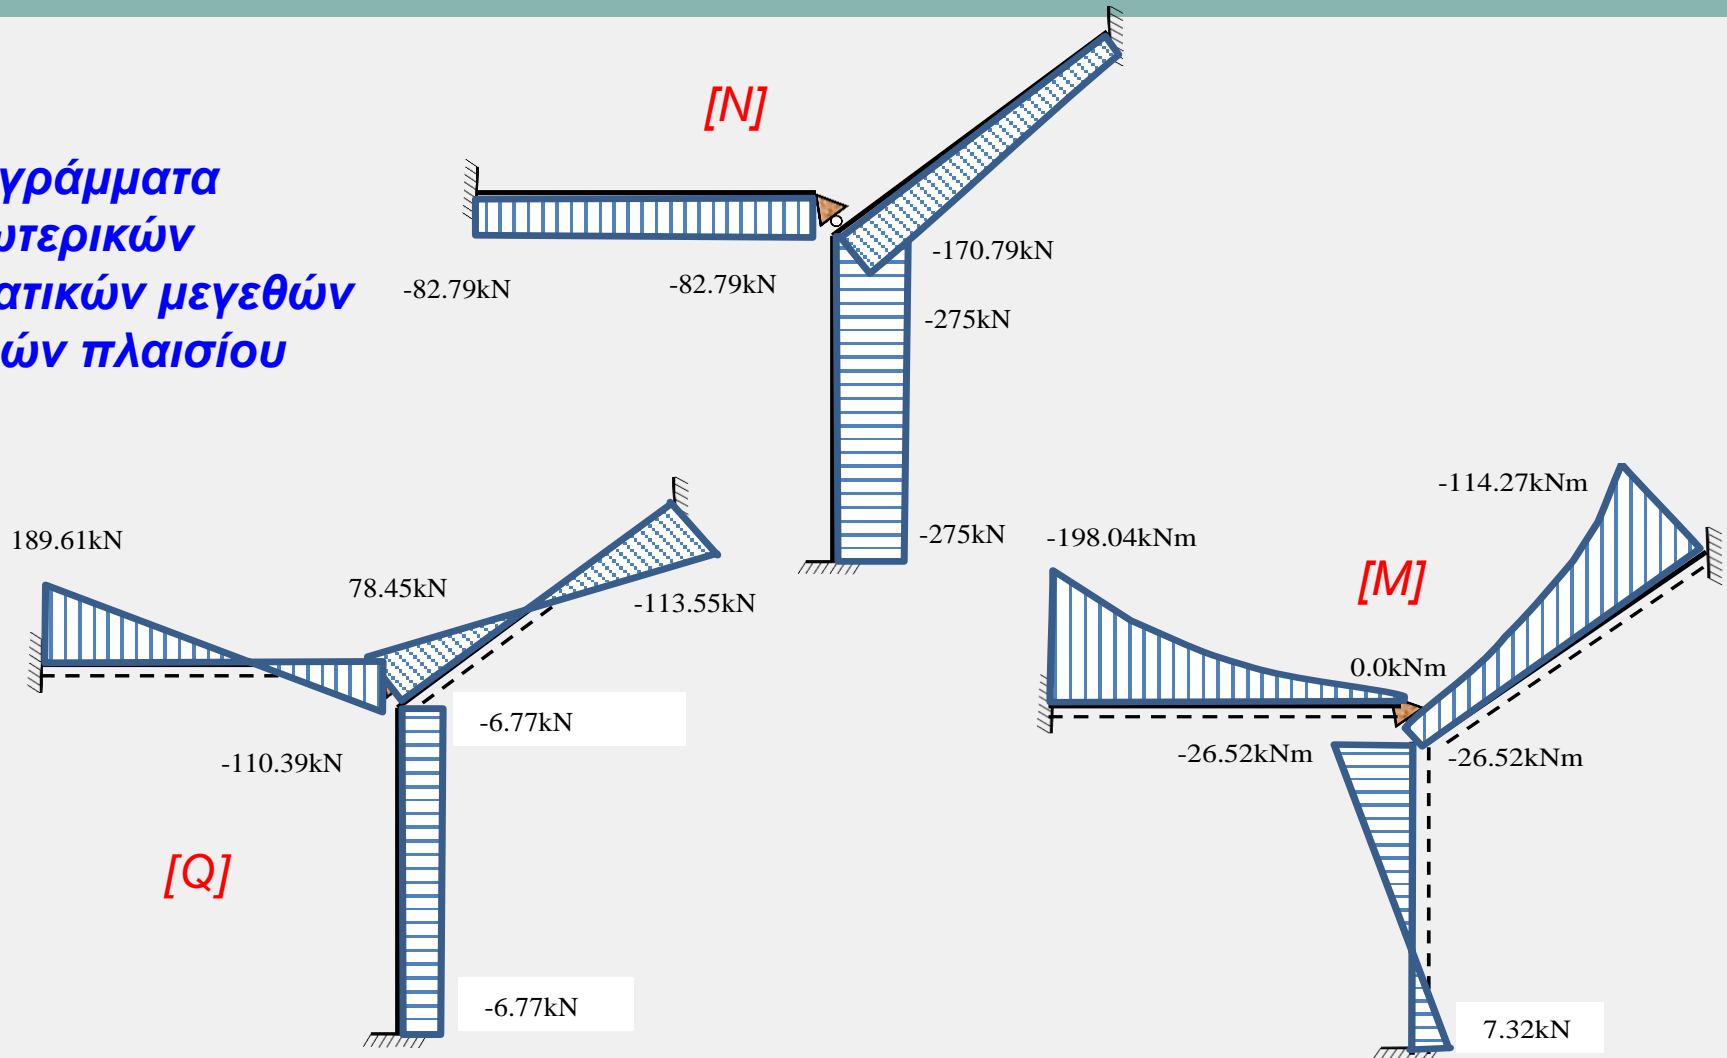 γράμματα
ωτερικών
ατικών μεγεθών
ών πλαισίου
[N]
-82.79kN
-82.79kN
-170.79kN
-275kN
-275kN
189.61kN
78.45kN
-113.55kN
-6.77kN
-110.39kN
[Q]
-6.77kN
-114.27kNm
-198.04kNm
[M]
0.0kNm
-26.52kNm
-26.52kNm
7.32kN